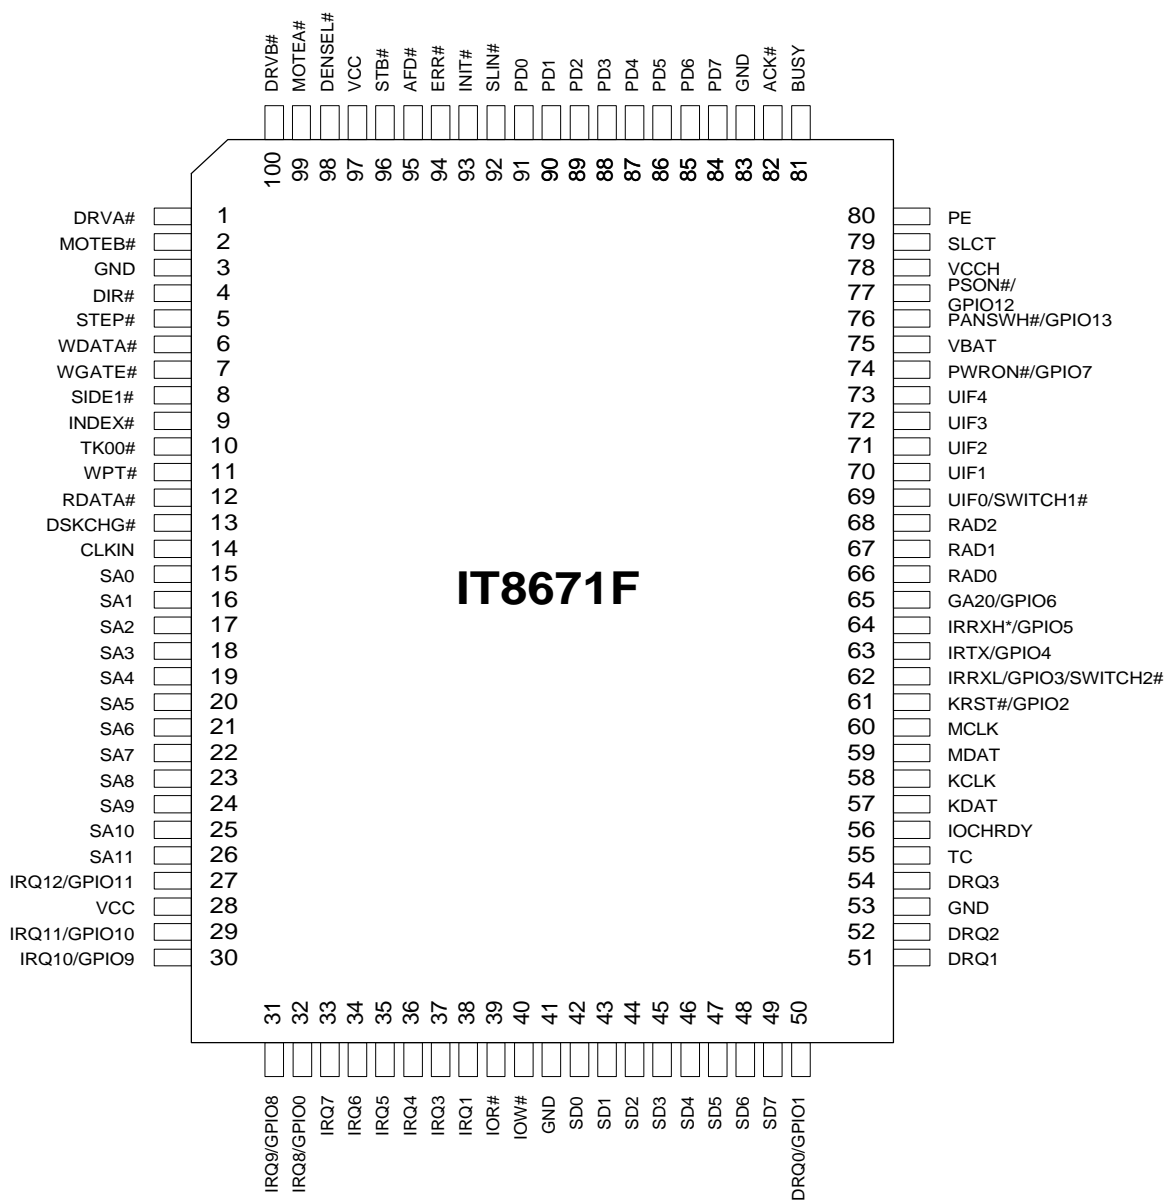 DRVB#
MOTEA#
DENSEL#
VCC
STB#
AFD#
ERR#
INIT#
SLIN#
PD0
PD1
PD2
PD3
PD4
PD5
PD6
PD7
GND
ACK#
BUSY
100
99
98
97
96
95
94
93
92
91
90
89
88
87
86
85
84
83
82
81
DRVA# 1
MOTEB# 2
GND 3
DIR# 4
STEP# 5
WDATA# 6
WGATE# 7
SIDE1# 8
INDEX# 9
TK00# 10
WPT# 11
RDATA# 12
DSKCHG# 13
CLKIN 14
SA0 15
SA1 16
SA2 17
SA3 18
SA4 19
SA5 20
SA6 21
SA7 22
SA8 23
SA9 24
SA10 25
SA11 26
IRQ12/GPIO11 27
VCC 28
IRQ11/GPIO10 29
IRQ10/GPIO9 30
IT8671F
80 PE
79 SLCT
78 VCCH
77 PSON#/
GPIO12
76 PANSWH#/GPIO13
75 VBAT
74 PWRON#/GPIO7
73 UIF4
72 UIF3
71 UIF2
70 UIF1
69 UIF0/SWITCH1#
68 RAD2
67 RAD1
66 RAD0
65 GA20/GPIO6
64 IRRXH*/GPIO5
63 IRTX/GPIO4
62 IRRXL/GPIO3/SWITCH2#
61 KRST#/GPIO2
60 MCLK
59 MDAT
58 KCLK
57 KDAT
56 IOCHRDY
55 TC
54 DRQ3
53 GND
52 DRQ2
51 DRQ1
31
32
33
34
35
36
37
38
39
40
41
42
43
44
45
46
47
48
49
50
IRQ9/GPIO8
IRQ8/GPIO0
IRQ7
IRQ6
IRQ5
IRQ4
IRQ3
IRQ1
IOR#
IOW#
GND
SD0
SD1
SD2
SD3
SD4
SD5
SD6
SD7
DRQ0/GPIO1